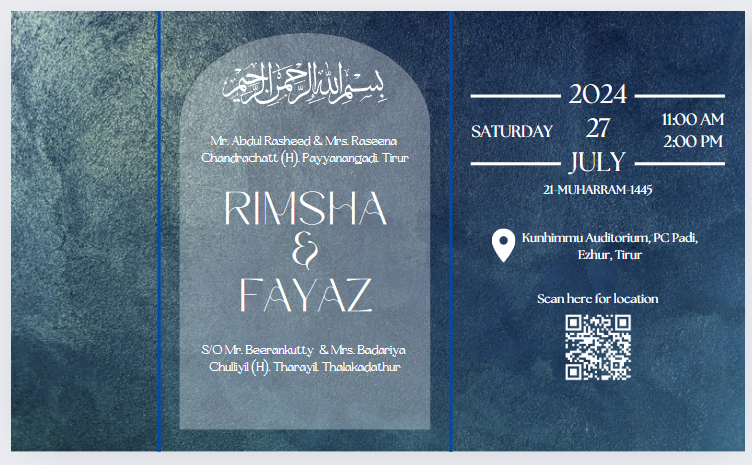 بسم الله الرحمن الرحيم
Mr. Abdul Rasheed & Mrs. Raseena
Chandrachatt (H). Payyanangadi. Tirur
RIMSHA
&
FAYAZ
S/O Mr. Beerankutty & Mrs. Badariya
Chulliyil (H). Tharayil. Thalakadathur
2024
SATURDAY 27 11:00 AM
2:00 PM
JULY
21-MUHARRAM-1445
Kunhimmu Auditorium, PC Padi,
Ezhur, Tirur
Scan here for location